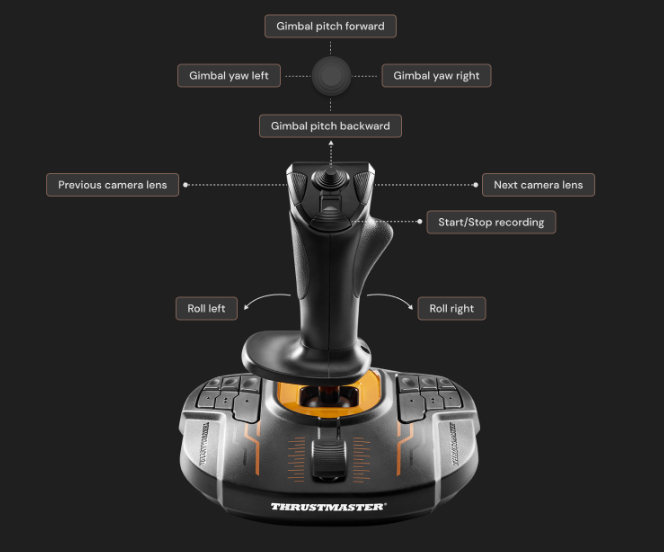 Gimbal pitch forward
Gimbal yaw left
Gimbal yaw right
Gimbal pitch backward
Previous camera lens
Next camera lens
Start/Stop recording
Roll left
Roll right
THRUSTMASTER